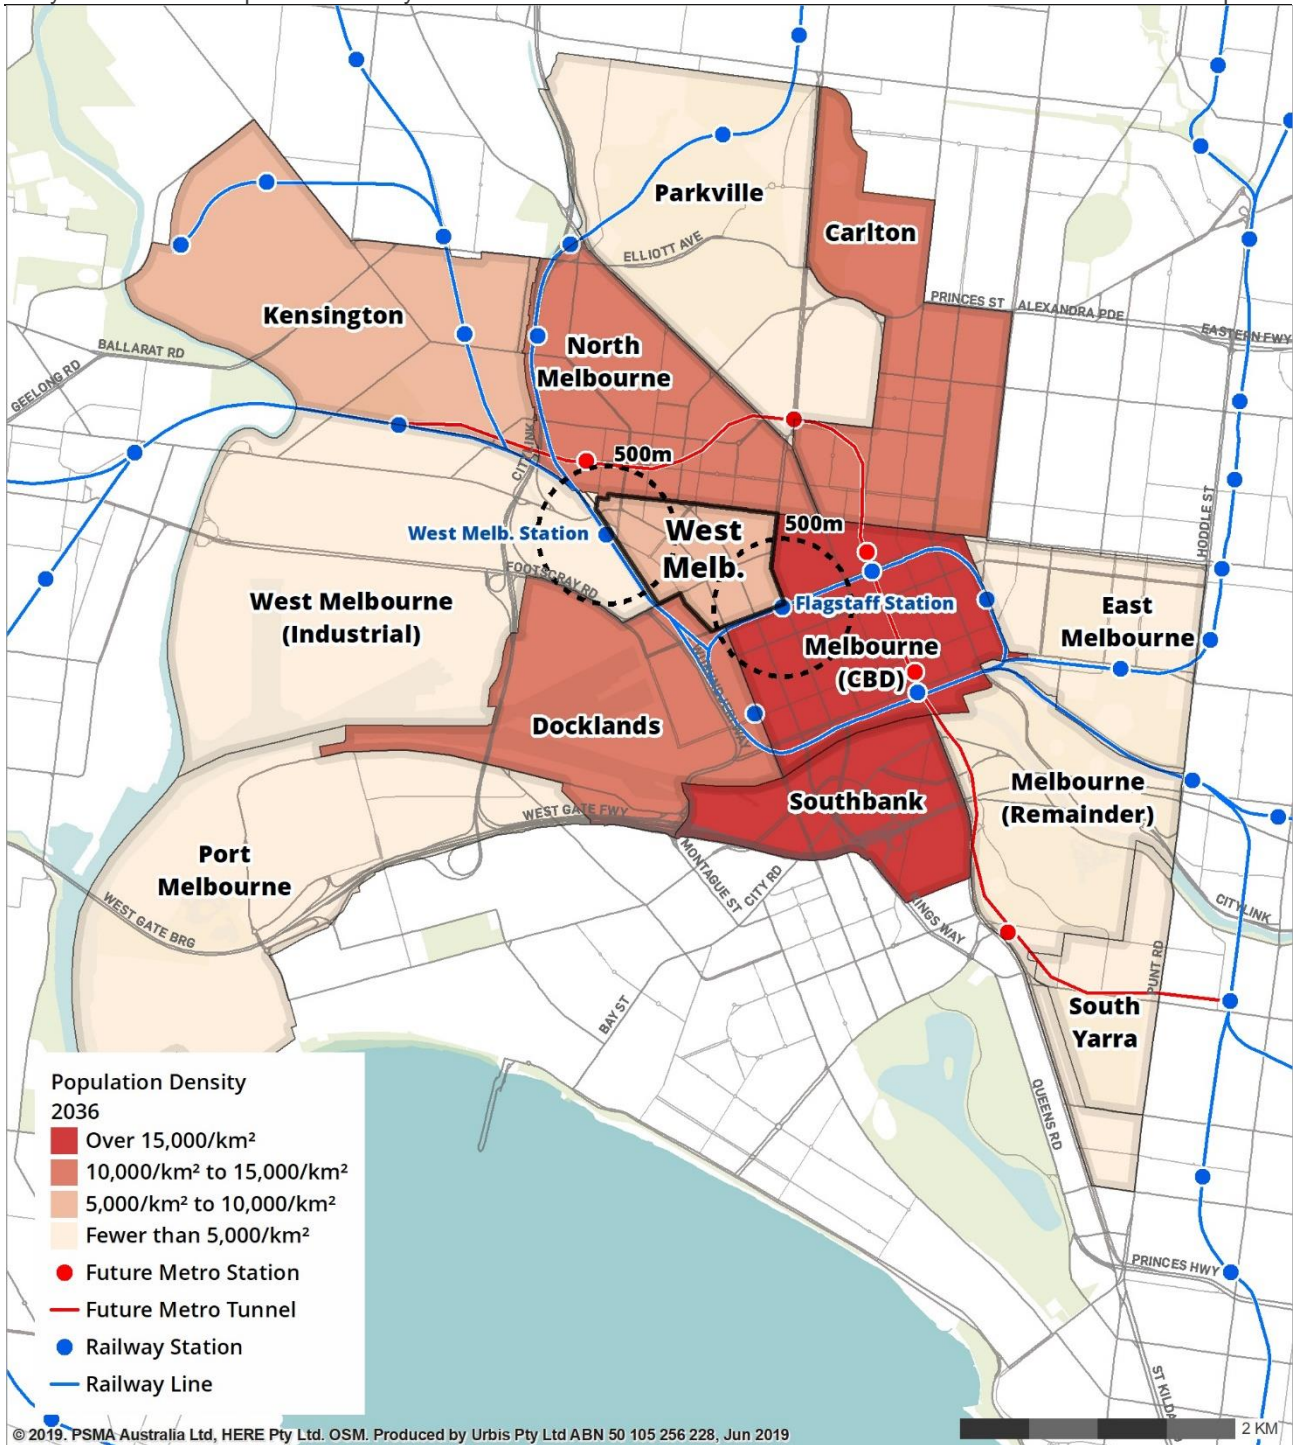 Parkville
Carlton
ELLIOTT AVE
Kensington
PRINCES ST
ALEXANDRA PDE
EASTERN FWY
BALLARAT RD
GEELONG RD
North
Melbourne
CITYLINK
500m
West Melb. Station
West
Melb.
500m
HODDLE ST
FOOTSCRAY RD
West Melbourne
(Industrial)
Flagstaff Station
East
Melbourne
Melbourne
(CBD)
WURUNDJERI WAY
Docklands
Melbourne
(Remainder)
Southbank
WEST GATE FWY
Port
Melbourne
MONTAGUE ST
CITY RD
KINGS WAY
CITYLINK
WEST GATE BRG
PUNT RD
BAY ST
South
Yarra
QUEENS RD
Population Density
2036
Over 15,000/km²
10,000/km² to 15,000/km²
5,000/km² to 10,000/km²
Fewer than 5,000/km²
Future Metro Station
Future Metro Tunnel
Railway Station
Railway Line
PRINCES HWY
ST KILDA
2 KM
© 2019. PSMA Australia Ltd, HERE Pty Ltd. OSM. Produced by Urbis Pty Ltd ABN 50 105 256 228, Jun 2019